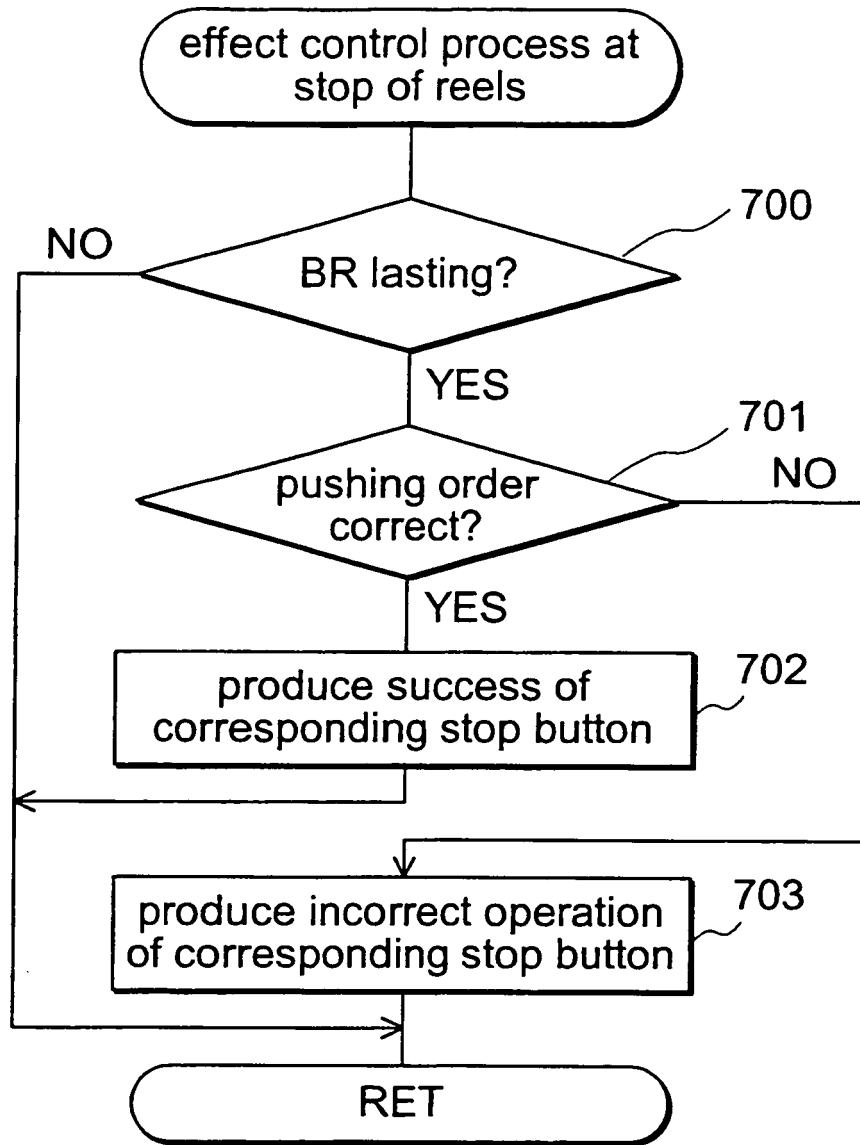 effect control process at
stop of reels
700
NO
BR lasting?
YES
701
NO
pushing order
correct?
YES
702
produce success of
corresponding stop button
703
produce incorrect operation
of corresponding stop button
RET